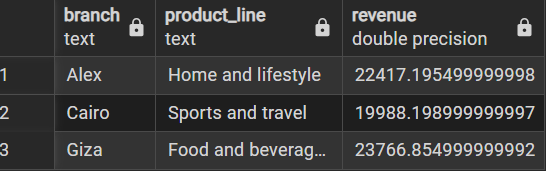 branch product_line revenue
text text double precision
1 Alex Home and lifestyle 22417.195499999998
2 Cairo Sports and travel 19988.198999999997
3 Giza Food and beverag... 23766.854999999992